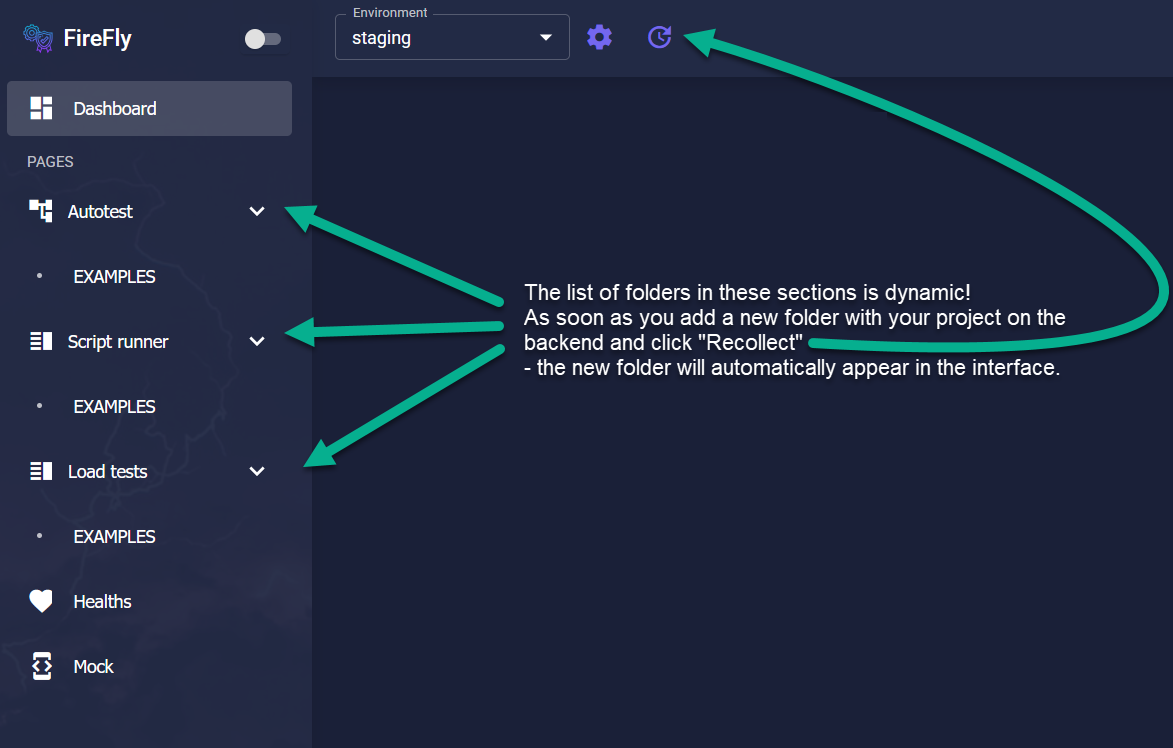 FireFly
Environment
staging
Dashboard
PAGES
Autotest
EXAMPLES
Script runner
EXAMPLES
Load tests
EXAMPLES
Healths
Mock
The list of folders in these sections is dynamic!
As soon as you add a new folder with your project on the
backend and click "Recollect"
- the new folder will automatically appear in the interface.